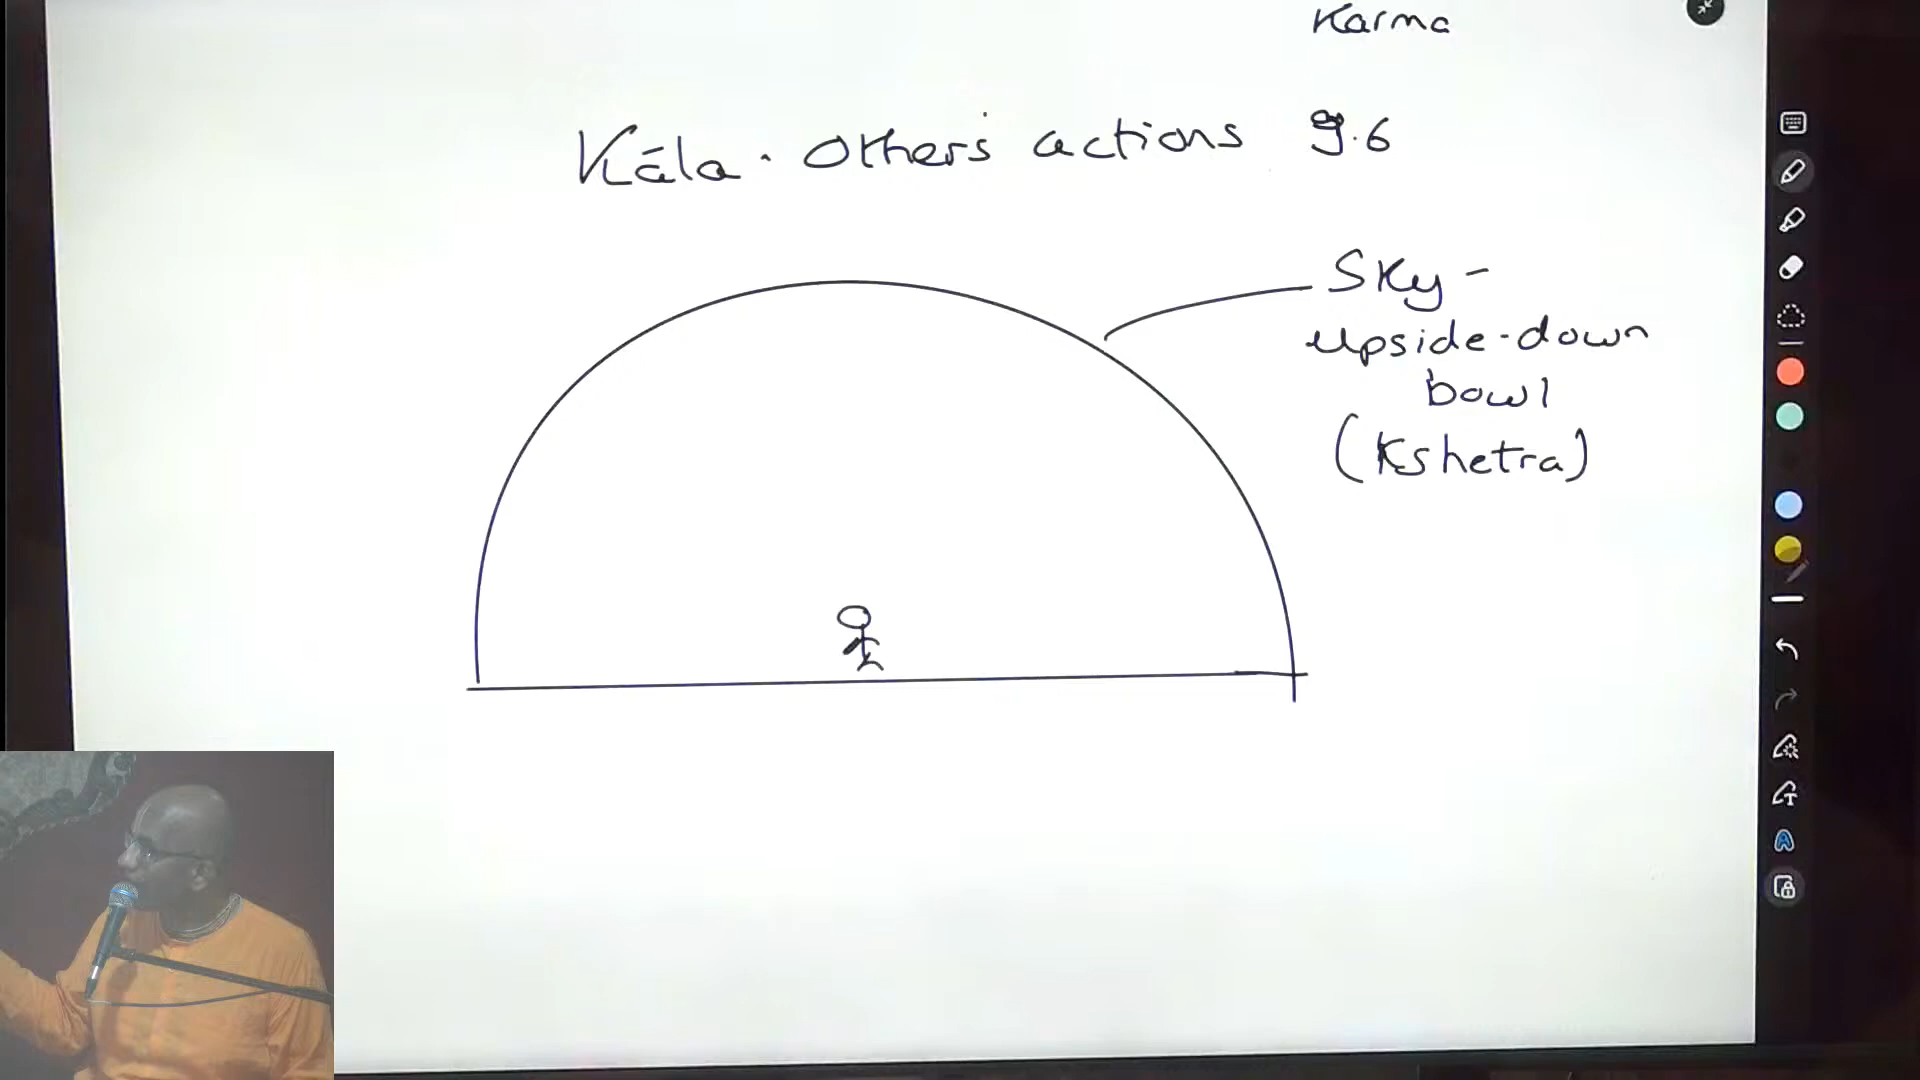 Karma
Kāla. Others' actions 9.6
Sky -
upside-down
bowl
(Kshetra)